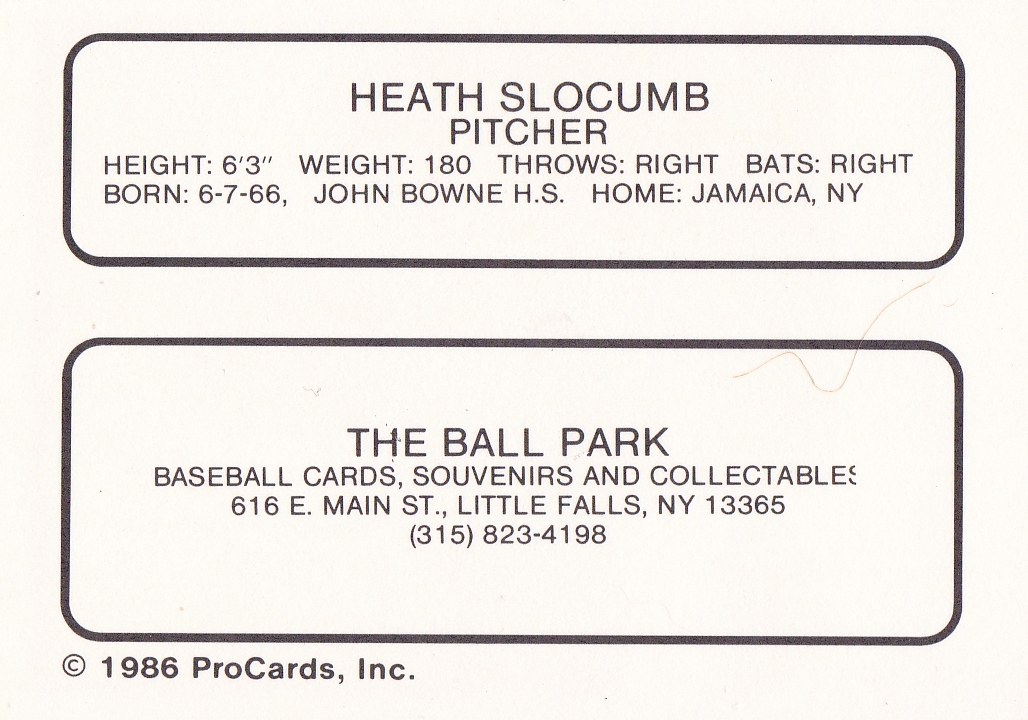 HEATH SLOCUMB
PITCHER
HEIGHT: 6'3" WEIGHT: 180 THROWS: RIGHT BATS: RIGHT
BORN: 6-7-66, JOHN BOWNE H.S. HOME: JAMAICA, NY
THE BALL PARK
BASEBALL CARDS, SOUVENIRS AND COLLECTABLES
616 E. MAIN ST., LITTLE FALLS, NY 13365
(315) 823-4198
© 1986 ProCards, Inc.